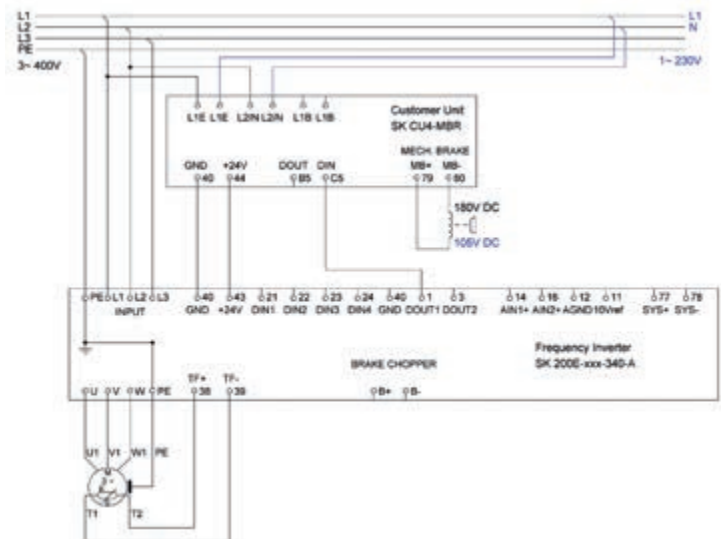 L1 L1
L2 N
L3
PE
3~ 400V 1~ 230V
Customer Unit
SK CU4-MBR
L1E L1E L2IN L2IN L1B L1B
MECH. BRAKE
GND +24V DOUT DIN MB+ MB-
40 44 B5 C5 79 80
180V DC
105V DC
PE L1 L2 L3 40 43 21 22 23 24 40 1 3 14 16 12 11 77 78
INPUT GND +24V DIN1 DIN2 DIN3 DIN4 GND DOUT1 DOUT2 AIN1+ AIN2+ AGND 10Vref SYS+ SYS-
Frequency Inverter
SK 200E-xxx-340-A
BRAKE CHOPPER
TF+ TF-
U V W PE 38 39 B+ B-
U1 V1 W1 PE
M
3~
T1 T2